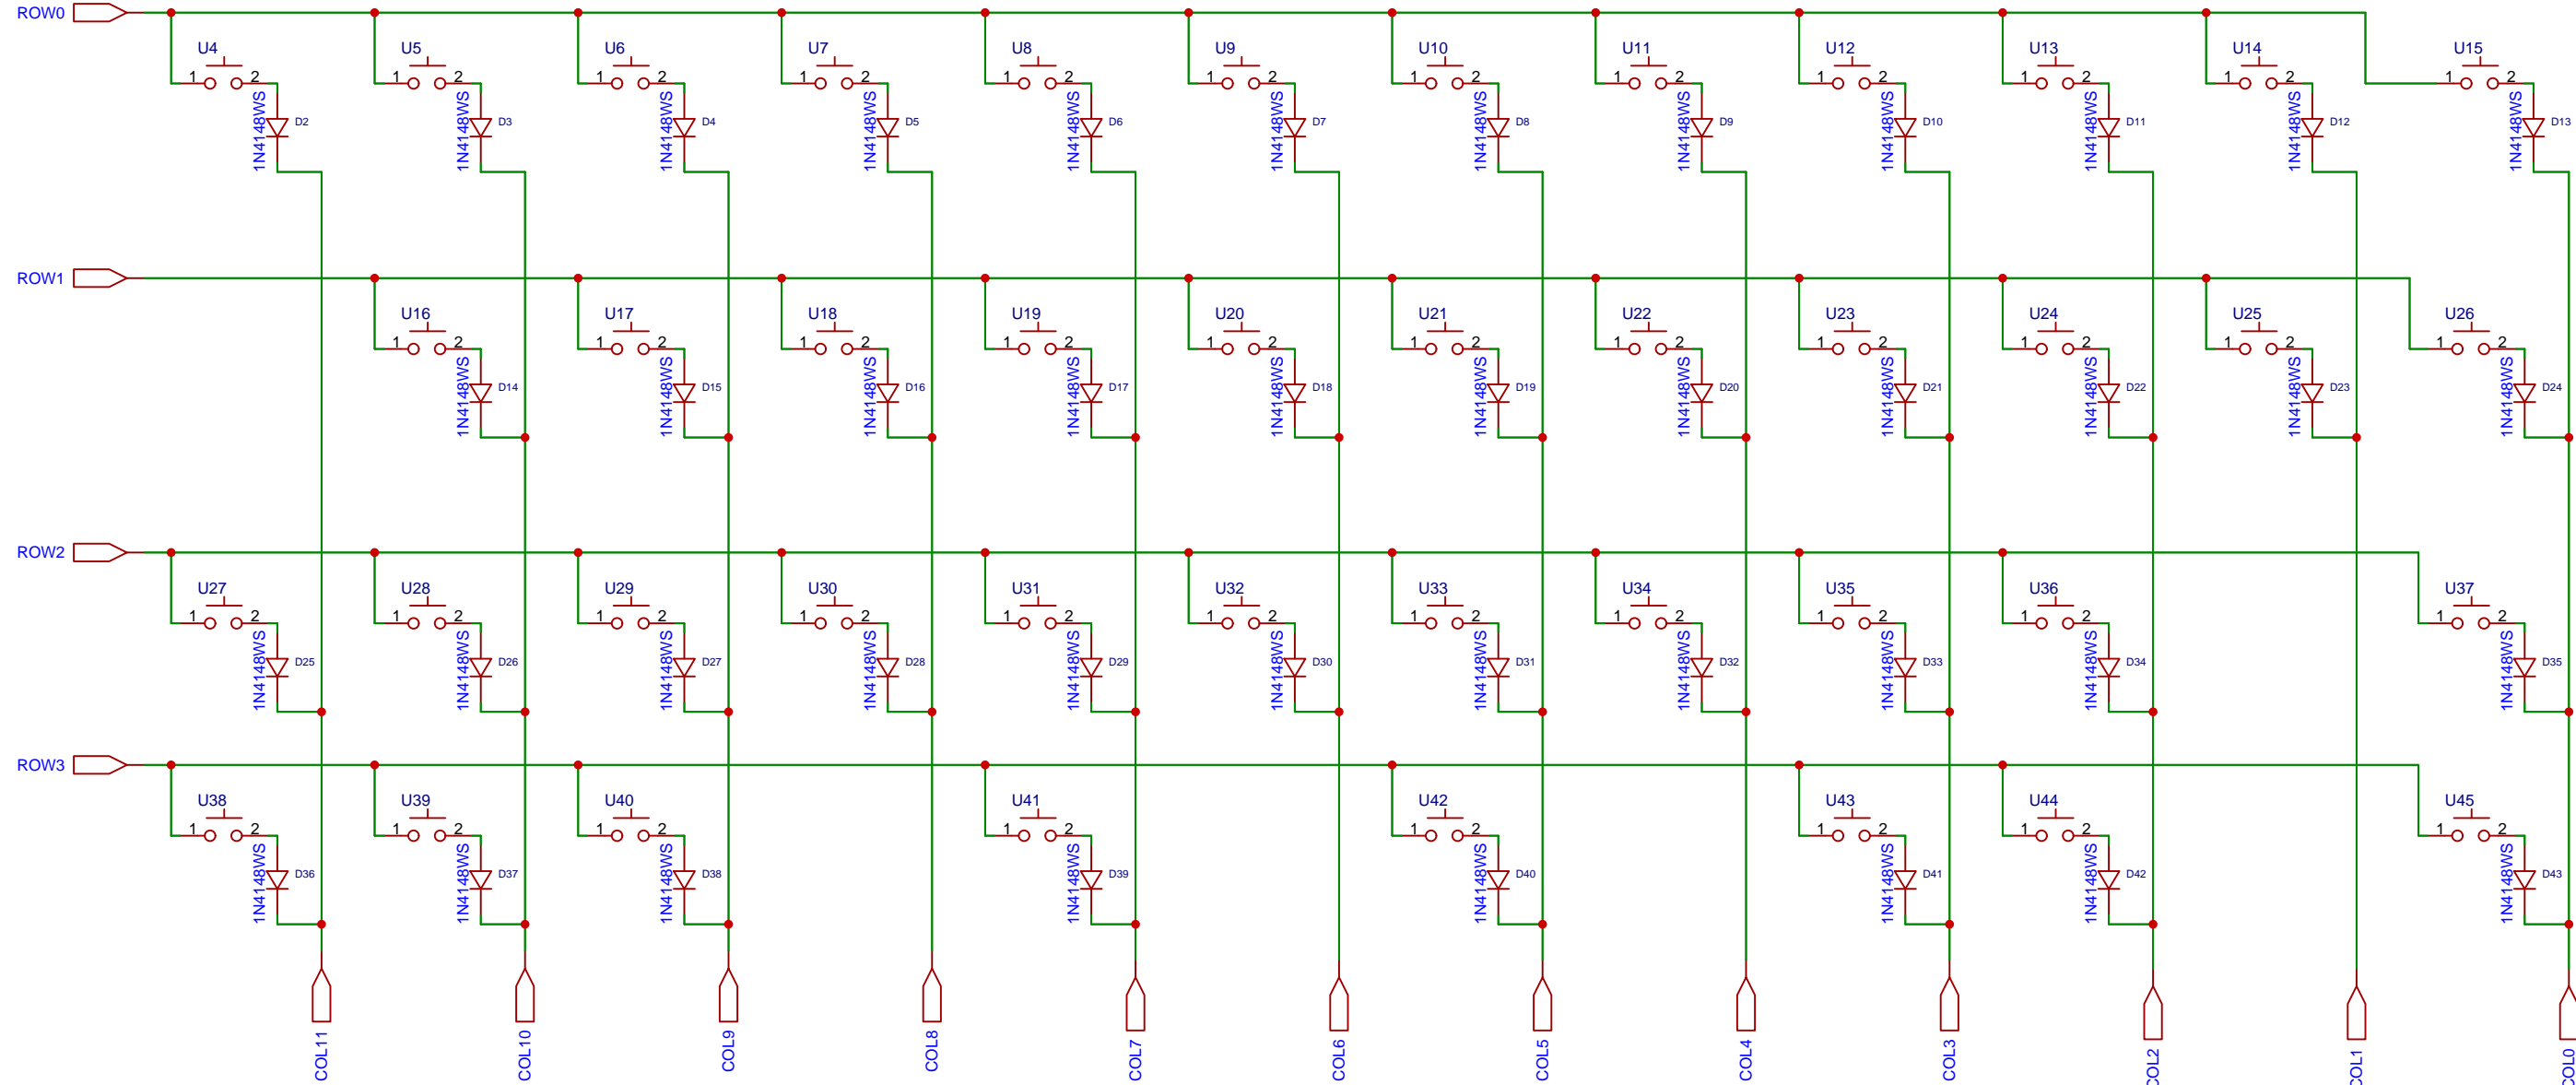 ROW0
U4 U5 U6 U7 U8 U9 U10 U11 U12 U13 U14 U15
1 2 1 2 1 2 1 2 1 2 1 2 1 2 1 2 1 2 1 2 1 2 1 2
1N4148WS D2 1N4148WS D3 1N4148WS D4 1N4148WS D5 1N4148WS D6 1N4148WS D7 1N4148WS D8 1N4148WS D9 1N4148WS D10 1N4148WS D11 1N4148WS D12 1N4148WS D13
ROW1
U16 U17 U18 U19 U20 U21 U22 U23 U24 U25 U26
1 2 1 2 1 2 1 2 1 2 1 2 1 2 1 2 1 2 1 2 1 2
1N4148WS D14 1N4148WS D15 1N4148WS D16 1N4148WS D17 1N4148WS D18 1N4148WS D19 1N4148WS D20 1N4148WS D21 1N4148WS D22 1N4148WS D23 1N4148WS D24
ROW2
U27 U28 U29 U30 U31 U32 U33 U34 U35 U36 U37
1 2 1 2 1 2 1 2 1 2 1 2 1 2 1 2 1 2 1 2 1 2
1N4148WS D25 1N4148WS D26 1N4148WS D27 1N4148WS D28 1N4148WS D29 1N4148WS D30 1N4148WS D31 1N4148WS D32 1N4148WS D33 1N4148WS D34 1N4148WS D35
ROW3
U38 U39 U40 U41 U42 U43 U44 U45
1 2 1 2 1 2 1 2 1 2 1 2 1 2 1 2
1N4148WS D36 1N4148WS D37 1N4148WS D38 1N4148WS D39 1N4148WS D40 1N4148WS D41 1N4148WS D42 1N4148WS D43
COL11 COL10 COL9 COL8 COL7 COL6 COL5 COL4 COL3 COL2 COL1 COL0